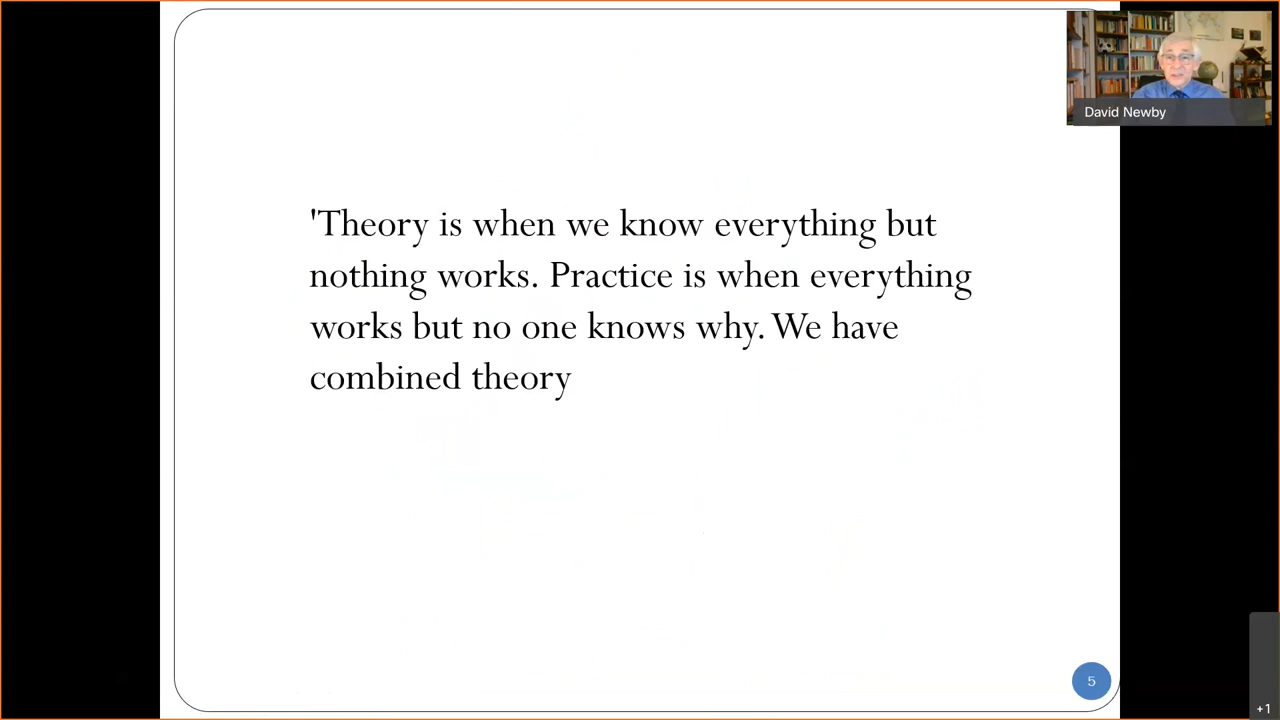 David Newby
'Theory is when we know everything but
nothing works. Practice is when everything
works but no one knows why. We have
combined theory
5
+1